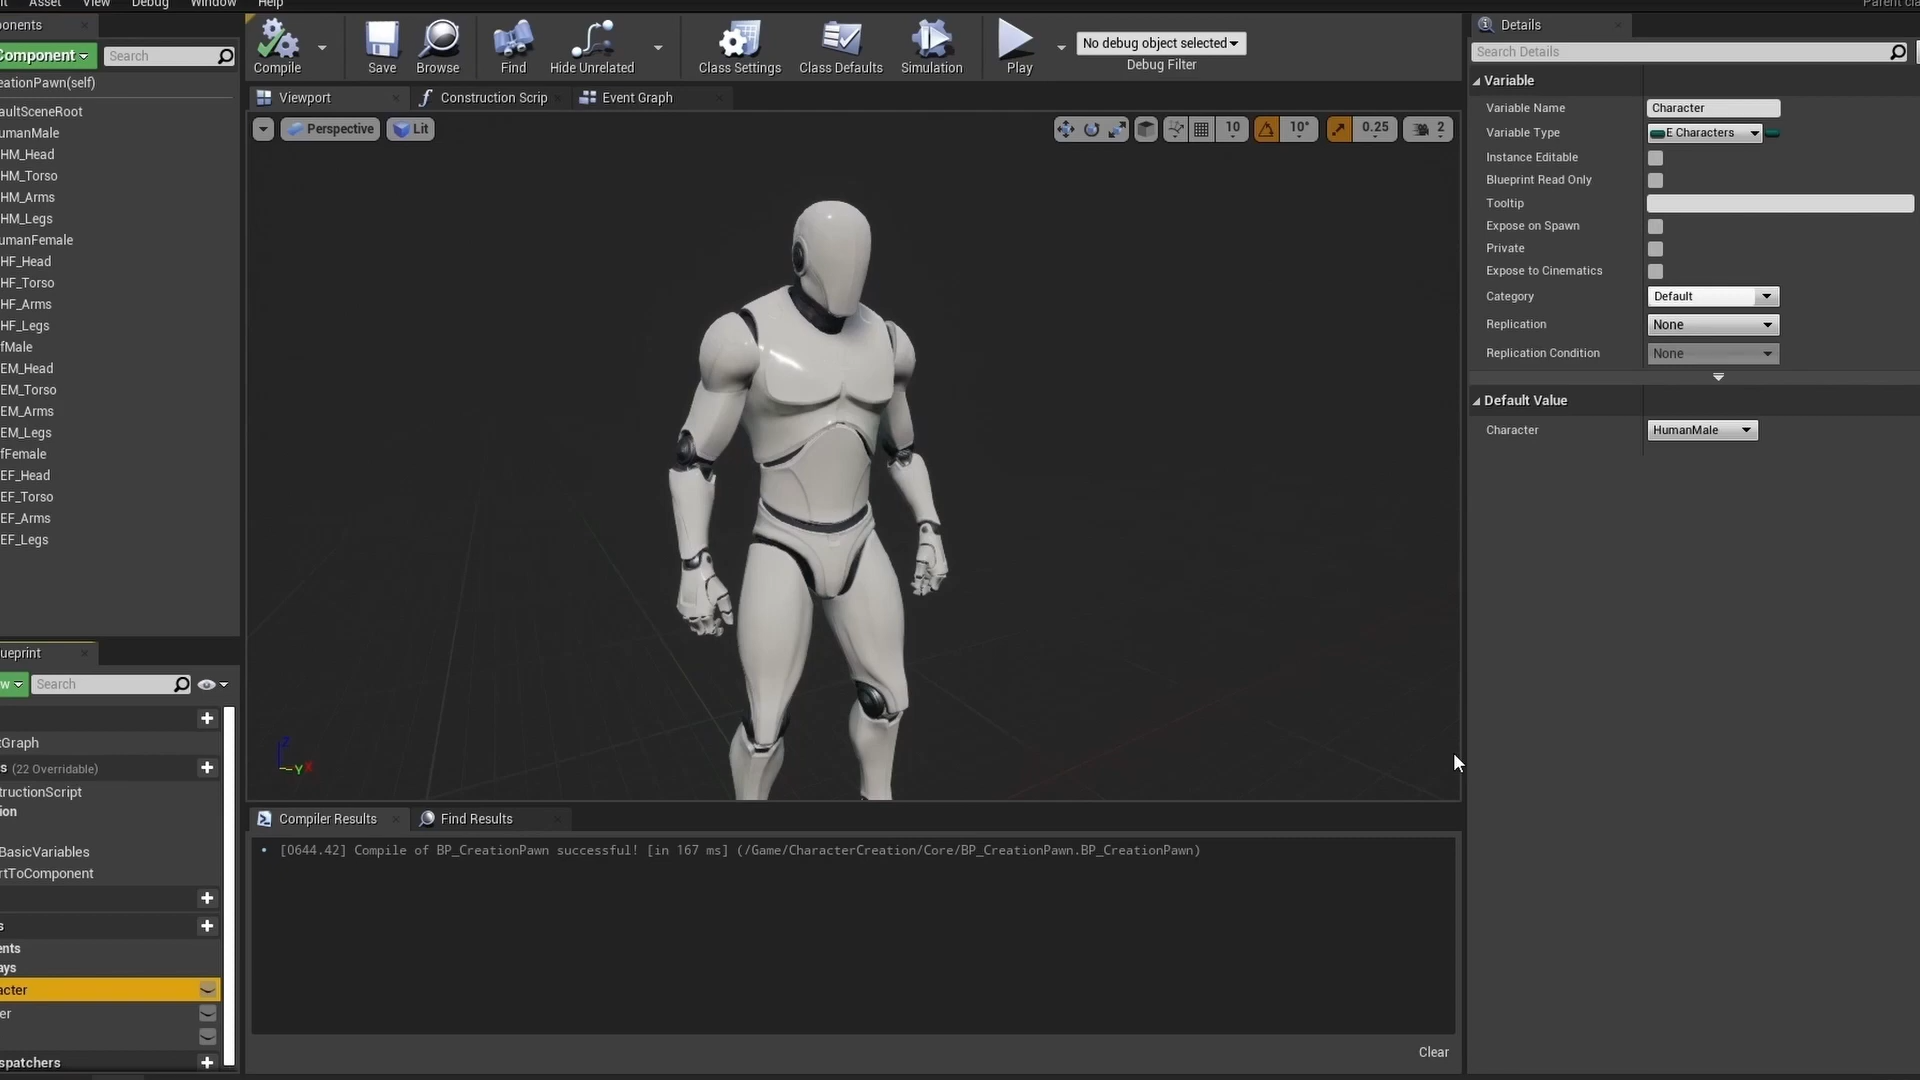 it Asset View Debug Window Help
Parent cla
ponents
Component
Search
eationPawn(self)
aultSceneRoot
umanMale
HM_Head
HM_Torso
HM_Arms
HM_Legs
umanFemale
HF_Head
HF_Torso
HF_Arms
HF_Legs
fMale
EM_Head
EM_Torso
EM_Arms
EM_Legs
fFemale
EF_Head
EF_Torso
EF_Arms
EF_Legs
ueprint
w
Search
tGraph
s (22 Overridable)
tructionScript
ion
BasicVariables
rtToComponent
s
ents
ays
acter
er
spatchers
Compile
Save
Browse
Find
Hide Unrelated
Class Settings
Class Defaults
Simulation
Play
No debug object selected
Debug Filter
Viewport
Construction Scrip
Event Graph
Perspective
Lit
10
10°
0.25
2
Z
Y
X
Compiler Results
Find Results
[0644.42] Compile of BP_CreationPawn successful! [in 167 ms] (/Game/CharacterCreation/Core/BP_CreationPawn.BP_CreationPawn)
Clear
Details
Search Details
Variable
Variable Name Character
Variable Type E Characters
Instance Editable
Blueprint Read Only
Tooltip
Expose on Spawn
Private
Expose to Cinematics
Category Default
Replication None
Replication Condition None
Default Value
Character HumanMale